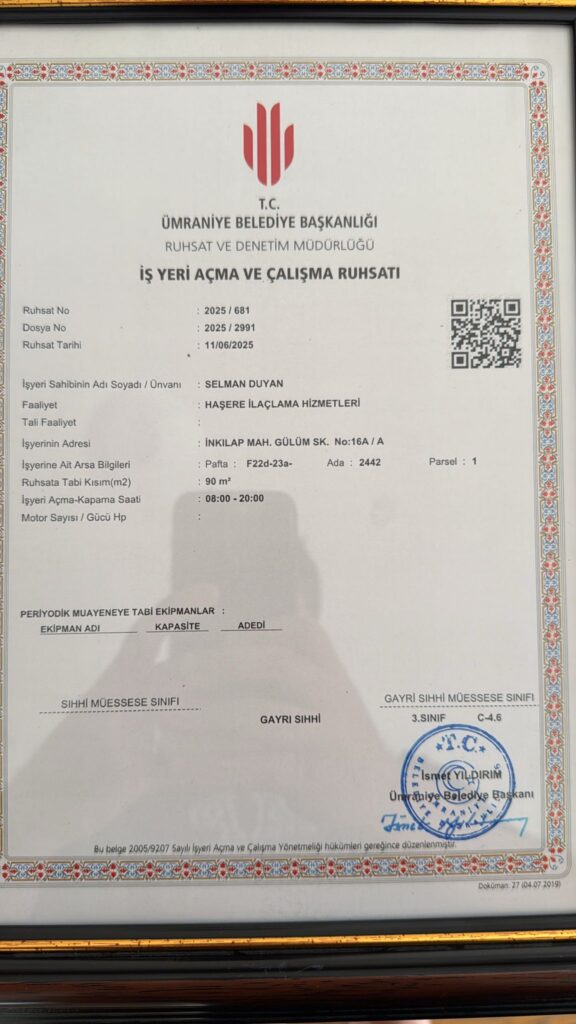 T.C.
ÜMRANİYE BELEDİYE BAŞKANLIĞI
RUHSAT VE DENETİM MÜDÜRLÜĞÜ
İŞ YERİ AÇMA VE ÇALIŞMA RUHSATI
Ruhsat No : 2025 / 681
Dosya No : 2025 / 2991
Ruhsat Tarihi : 11/06/2025
İşyeri Sahibinin Adı Soyadı / Ünvanı : SELMAN DUYAN
Faaliyet : HAŞERE İLAÇLAMA HİZMETLERİ
Tali Faaliyet :
İşyerinin Adresi : İNKILAP MAH. GÜLÜM SK. No:16A / A
İşyerine Ait Arsa Bilgileri : Pafta : F22d-23a- Ada : 2442 Parsel : 1
Ruhsata Tabi Kısım(m2) : 90 m²
İşyeri Açma-Kapama Saati : 08:00 - 20:00
Motor Sayısı / Gücü Hp :
PERİYODİK MUAYENEYE TABİ EKİPMANLAR :
EKİPMAN ADI KAPASİTE ADEDİ
SIHHİ MÜESSESE SINIFI GAYRİ SIHHİ MÜESSESE SINIFI
GAYRI SIHHİ 3.SINIF C-4.6
T.C.
İsmet YILDIRIM
Ümraniye Belediye Başkanı
Bu belge 2005/9207 Sayılı İşyeri Açma ve Çalışma Yönetmeliği hükümleri gereğince düzenlenmiştir.
Doküman: 27 (04.07.2019)